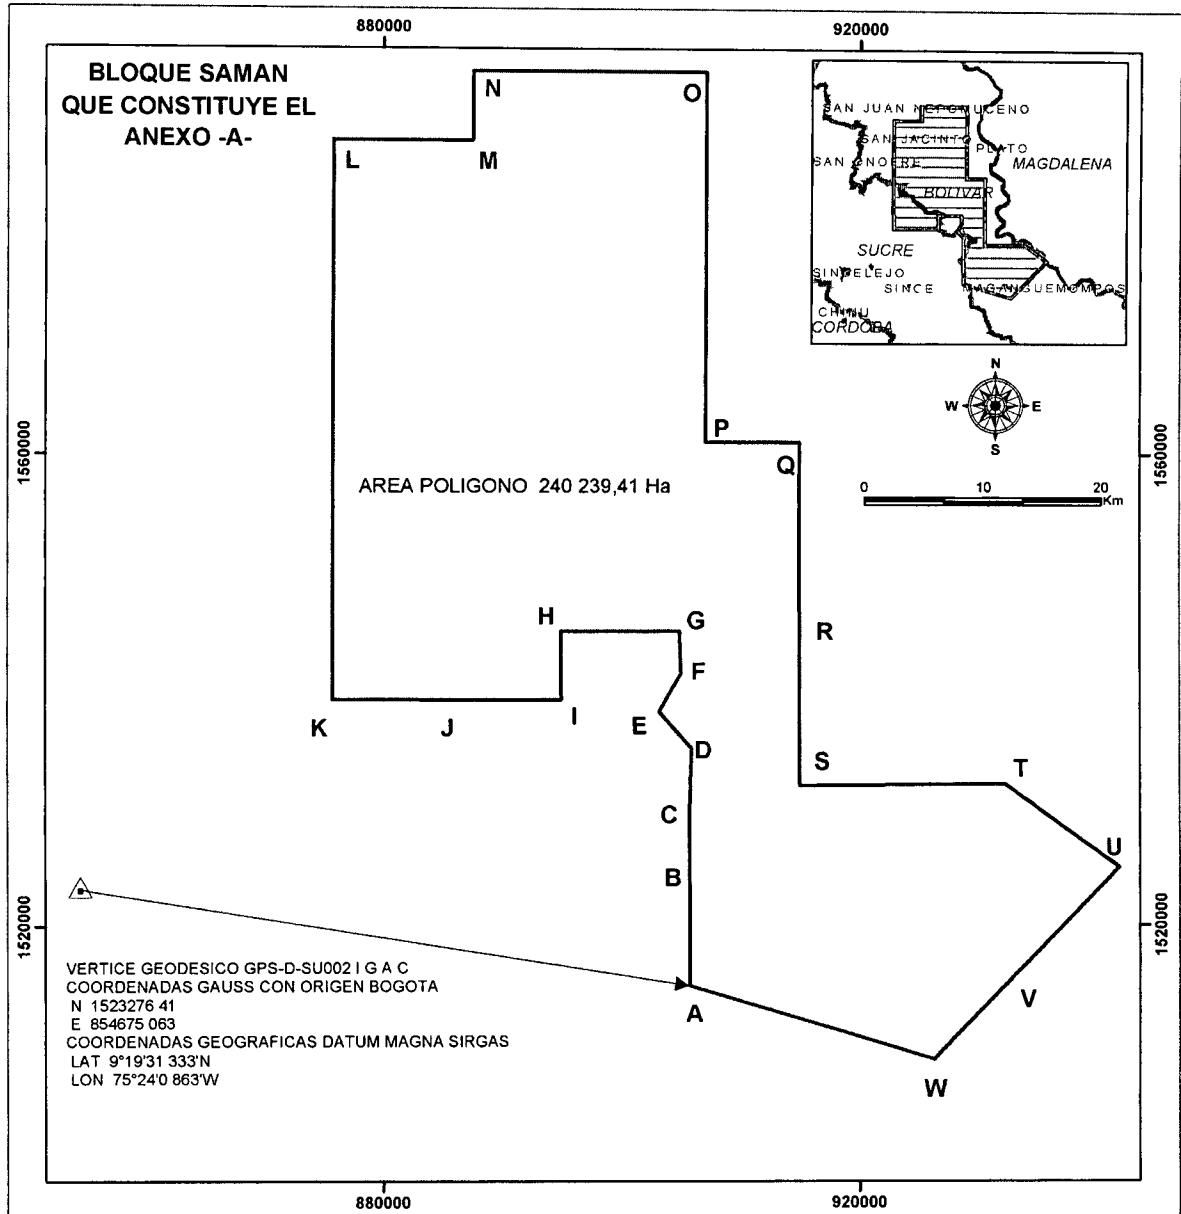 880000
920000
BLOQUE SAMAN
QUE CONSTITUYE EL
ANEXO -A-
N
O
L
M
SAN JUAN NEPOMUCENO
SAN JACINTO
PLATO
SAN ONOFRE
MAGDALENA
BOLIVAR
SUCRE
SINCELEJO
SINCE
MAGANGUE
MOMPOS
CHINU
CORDOBA
N
W
E
S
P
Q
1560000
1560000
AREA POLIGONO 240 239,41 Ha
0
10
20
Km
H
G
R
F
K
J
I
E
D
S
T
C
U
B
1520000
1520000
VERTICE GEODESICO GPS-D-SU002 I G A C
COORDENADAS GAUSS CON ORIGEN BOGOTA
N 1523276 41
E 854675 063
COORDENADAS GEOGRAFICAS DATUM MAGNA SIRGAS
LAT 9°19'31 333'N
LON 75°24'0 863'W
A
V
W
880000
920000